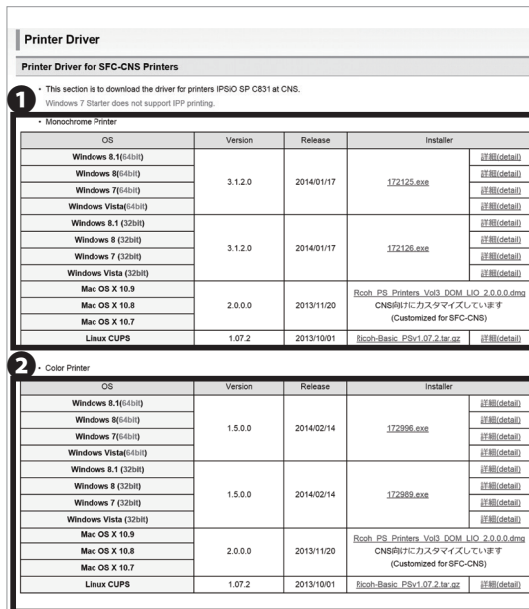 Printer Driver
Printer Driver for SFC-CNS Printers
• This section is to download the driver for printers IPSiO SP C831 at CNS.
Windows 7 Starter does not support IPP printing.
1
• Monochrome Printer
OS Version Release Installer
Windows 8.1(64bit) 詳細(detail)
Windows 8(64bit) 詳細(detail)
3.1.2.0 2014/01/17 172125.exe
Windows 7(64bit) 詳細(detail)
Windows Vista(64bit) 詳細(detail)
Windows 8.1 (32bit) 詳細(detail)
Windows 8 (32bit) 詳細(detail)
3.1.2.0 2014/01/17 172126.exe
Windows 7 (32bit) 詳細(detail)
Windows Vista (32bit) 詳細(detail)
Mac OS X 10.9 Rcoh_PS_Printers_Vol3_DOM_LIO_2.0.0.0.dmg
Mac OS X 10.8 2.0.0.0 2013/11/20 CNS向けにカスタマイズしています
Mac OS X 10.7 (Customized for SFC-CNS)
Linux CUPS 1.07.2 2013/10/01 Ricoh-Basic_PSv1.07.2.tar.gz 詳細(detail)
2
• Color Printer
OS Version Release Installer
Windows 8.1(64bit) 詳細(detail)
Windows 8(64bit) 詳細(detail)
1.5.0.0 2014/02/14 172996.exe
Windows 7(64bit) 詳細(detail)
Windows Vista(64bit) 詳細(detail)
Windows 8.1 (32bit) 詳細(detail)
Windows 8 (32bit) 詳細(detail)
1.5.0.0 2014/02/14 172989.exe
Windows 7 (32bit) 詳細(detail)
Windows Vista (32bit) 詳細(detail)
Mac OS X 10.9 Rcoh_PS_Printers_Vol3_DOM_LIO_2.0.0.0.dmg
Mac OS X 10.8 2.0.0.0 2013/11/20 CNS向けにカスタマイズしています
Mac OS X 10.7 (Customized for SFC-CNS)
Linux CUPS 1.07.2 2013/10/01 Ricoh-Basic_PSv1.07.2.tar.gz 詳細(detail)